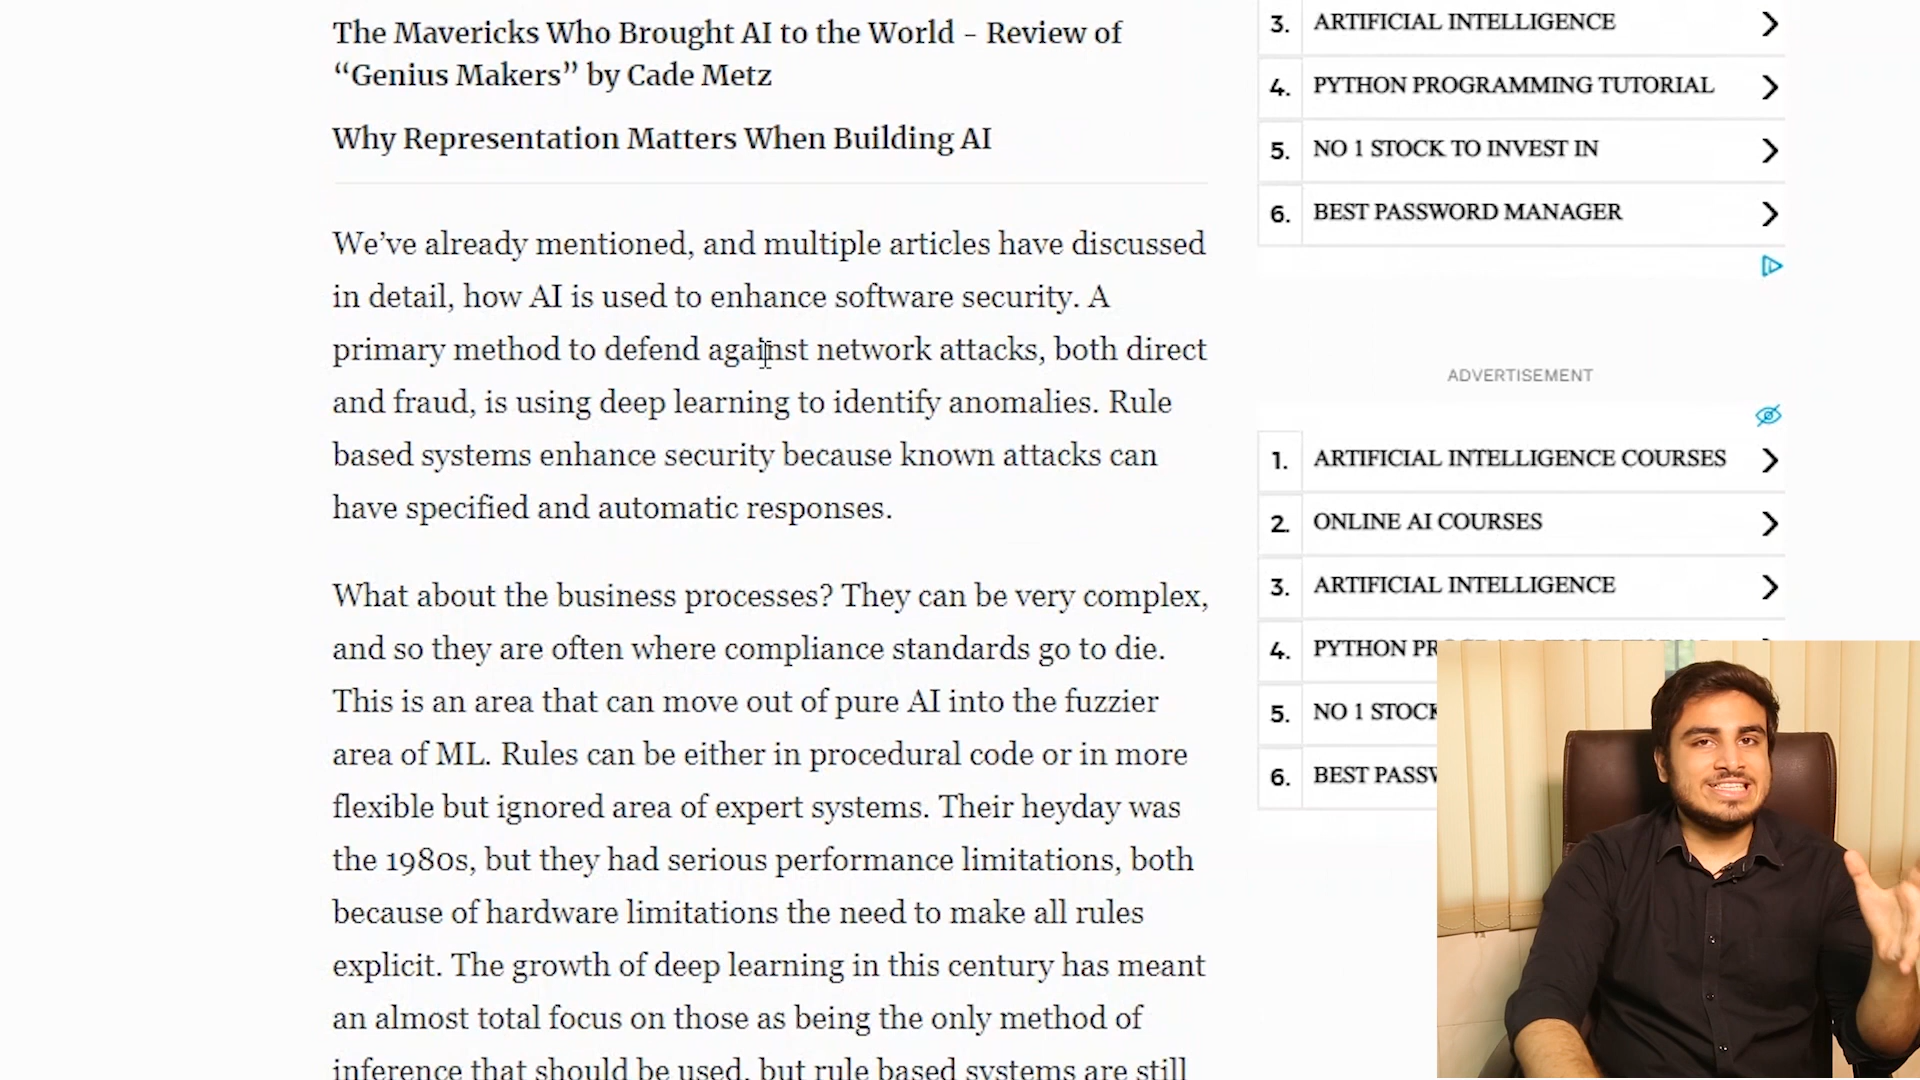 The Mavericks Who Brought AI to the World – Review of
“Genius Makers” by Cade Metz
Why Representation Matters When Building AI
We’ve already mentioned, and multiple articles have discussed
in detail, how AI is used to enhance software security. A
primary method to defend against network attacks, both direct
and fraud, is using deep learning to identify anomalies. Rule
based systems enhance security because known attacks can
have specified and automatic responses.
What about the business processes? They can be very complex,
and so they are often where compliance standards go to die.
This is an area that can move out of pure AI into the fuzzier
area of ML. Rules can be either in procedural code or in more
flexible but ignored area of expert systems. Their heyday was
the 1980s, but they had serious performance limitations, both
because of hardware limitations the need to make all rules
explicit. The growth of deep learning in this century has meant
an almost total focus on those as being the only method of
inference that should be used, but rule based systems are still
3. ARTIFICIAL INTELLIGENCE
4. PYTHON PROGRAMMING TUTORIAL
5. NO 1 STOCK TO INVEST IN
6. BEST PASSWORD MANAGER
ADVERTISEMENT
1. ARTIFICIAL INTELLIGENCE COURSES
2. ONLINE AI COURSES
3. ARTIFICIAL INTELLIGENCE
4. PYTHON PR
5. NO 1 STOCK
6. BEST PASSW